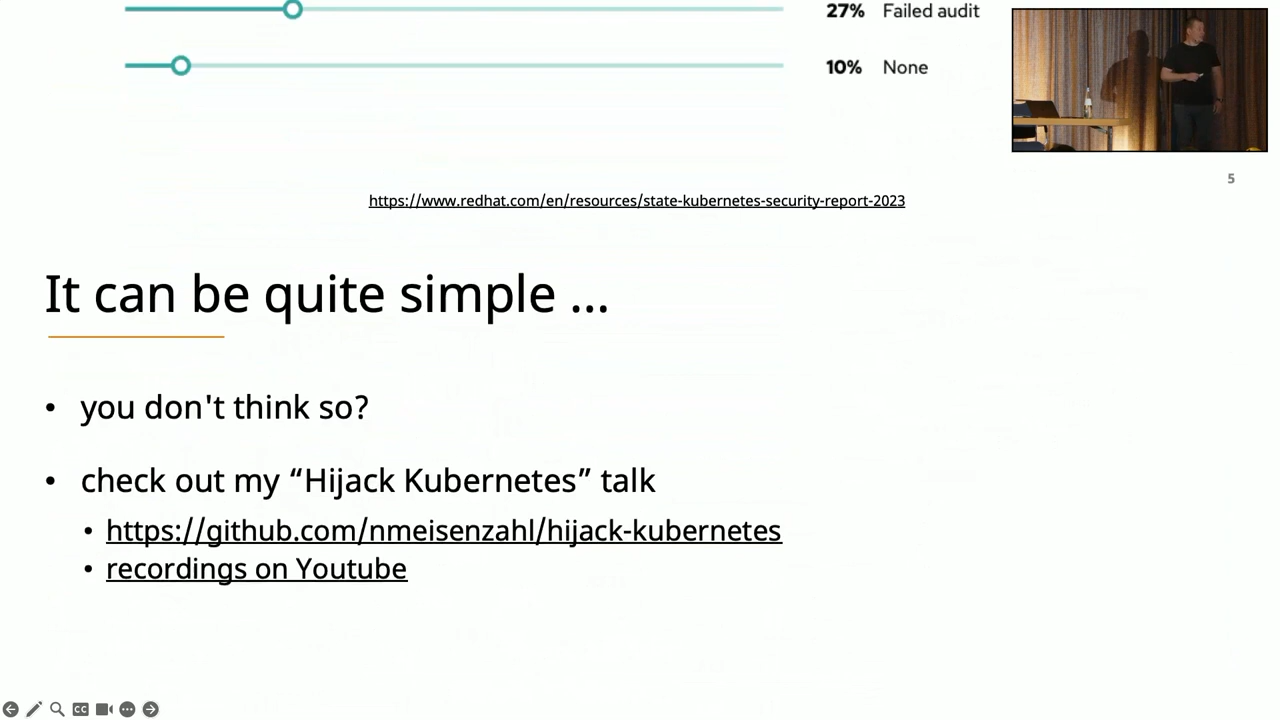 27% Failed audit
10% None
5
https://www.redhat.com/en/resources/state-kubernetes-security-report-2023
It can be quite simple ...
• you don't think so?
• check out my “Hijack Kubernetes” talk
• https://github.com/nmeisenzahl/hijack-kubernetes
• recordings on Youtube
CC